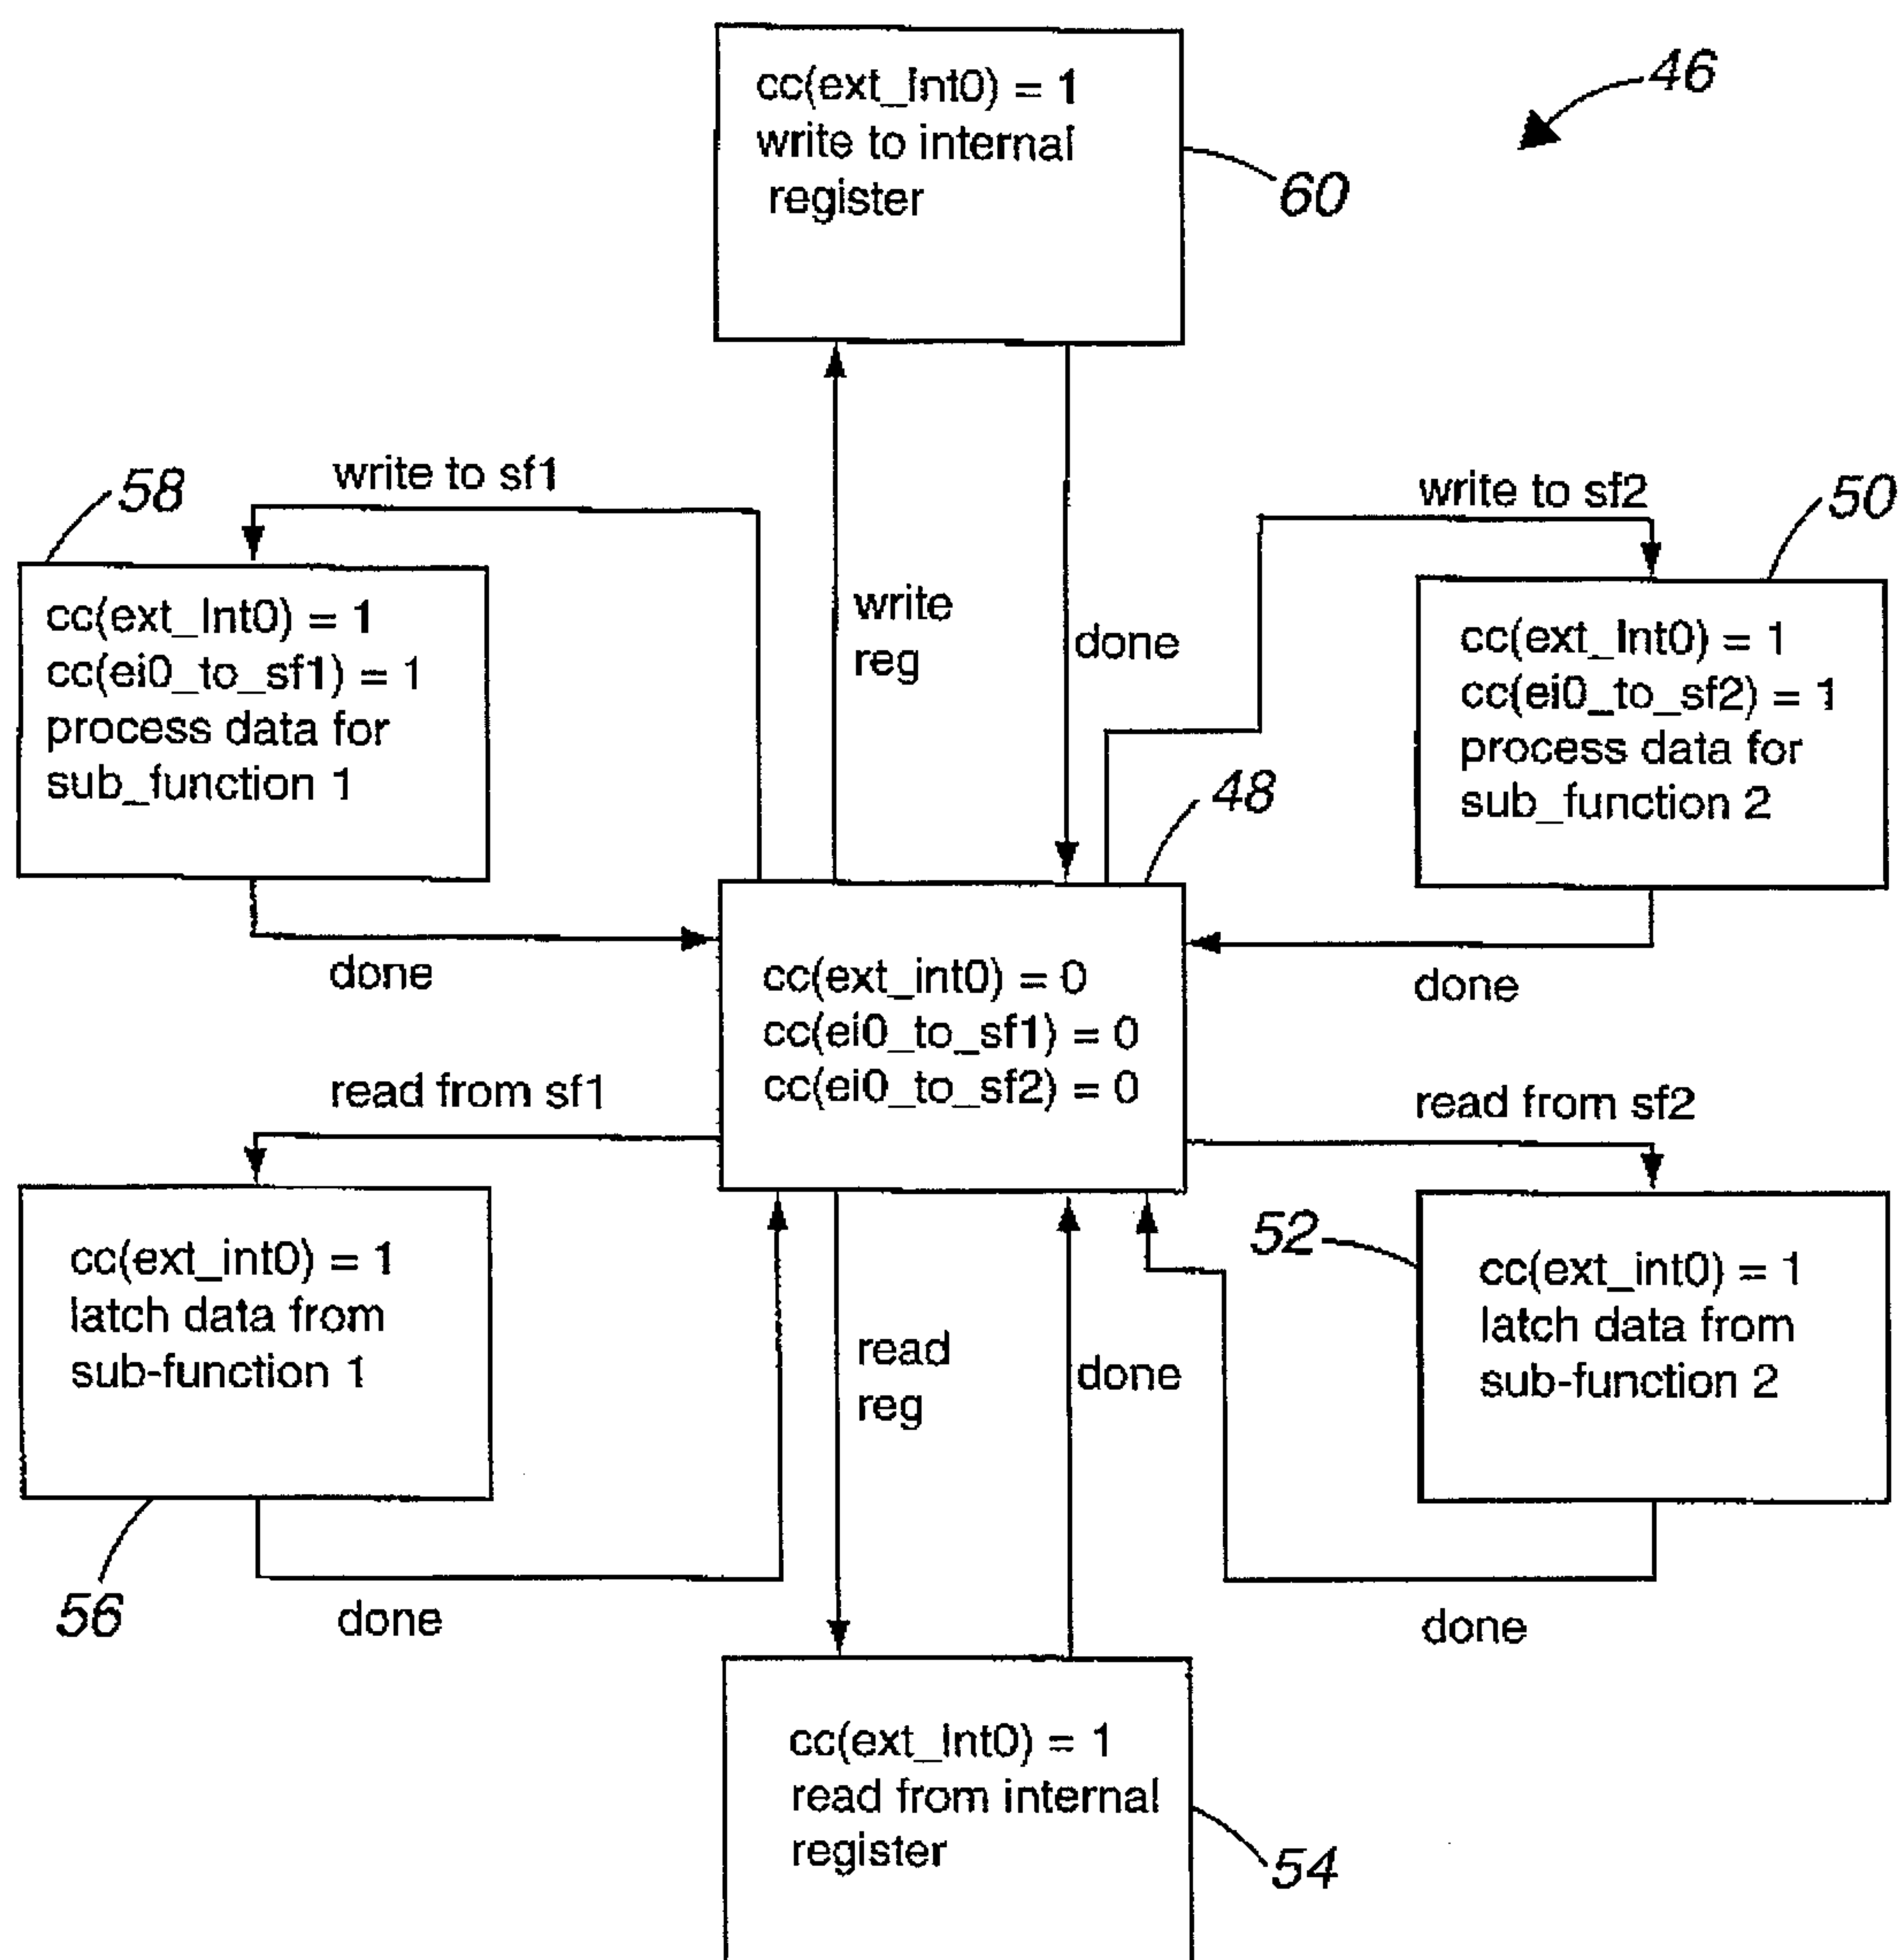 46
cc(ext_int0) = 1
write to internal
register
60
58
write to sf1
write to sf2
50
cc(ext_int0) = 1
cc(ei0_to_sf1) = 1
process data for
sub_function 1
write
reg
done
cc(ext_int0) = 1
cc(ei0_to_sf2) = 1
process data for
sub_function 2
48
done
done
cc(ext_int0) = 0
cc(ei0_to_sf1) = 0
cc(ei0_to_sf2) = 0
read from sf1
read from sf2
cc(ext_int0) = 1
latch data from
sub-function 1
52
cc(ext_int0) = 1
latch data from
sub-function 2
read
reg
done
56
done
done
cc(ext_int0) = 1
read from internal
register
54